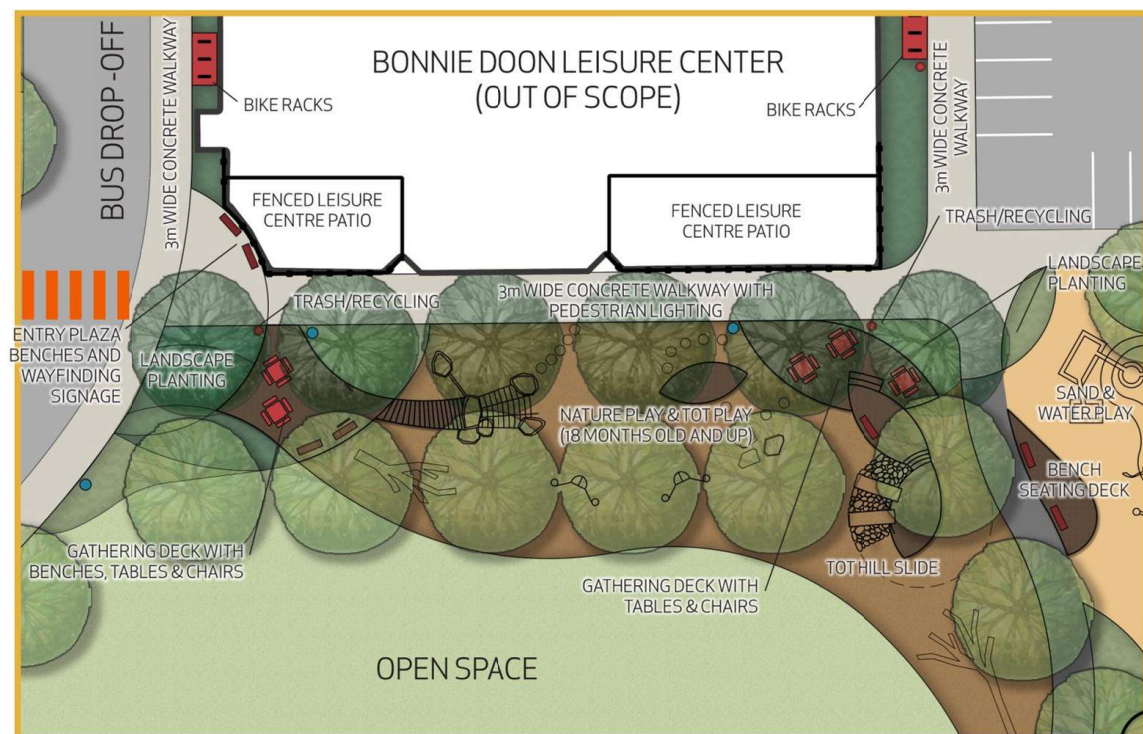 BUS DROP-OFF
3m WIDE CONCRETE WALKWAY
BIKE RACKS
BONNIE DOON LEISURE CENTER
(OUT OF SCOPE)
BIKE RACKS
3m WIDE CONCRETE
WALKWAY
FENCED LEISURE
CENTRE PATIO
FENCED LEISURE
CENTRE PATIO
TRASH/RECYCLING
LANDSCAPE
PLANTING
TRASH/RECYCLING
3m WIDE CONCRETE WALKWAY WITH
PEDESTRIAN LIGHTING
ENTRY PLAZA
BENCHES AND
WAYFINDING
SIGNAGE
LANDSCAPE
PLANTING
NATURE PLAY & TOT PLAY
(18 MONTHS OLD AND UP)
SAND &
WATER PLAY
BENCH
SEATING DECK
GATHERING DECK WITH
BENCHES, TABLES & CHAIRS
GATHERING DECK WITH
TABLES & CHAIRS
TOT HILL SLIDE
OPEN SPACE